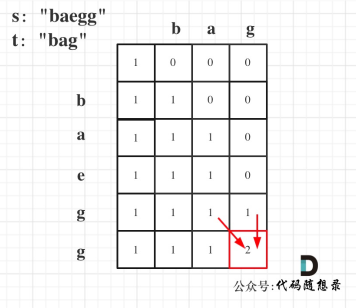 s: "baegg"
t: "bag"
b a g
1 0 0 0
b 1 1 0 0
a 1 1 1 0
e 1 1 1 0
g 1 1 1 1
g 1 1 1 2
公众号:代码随想录